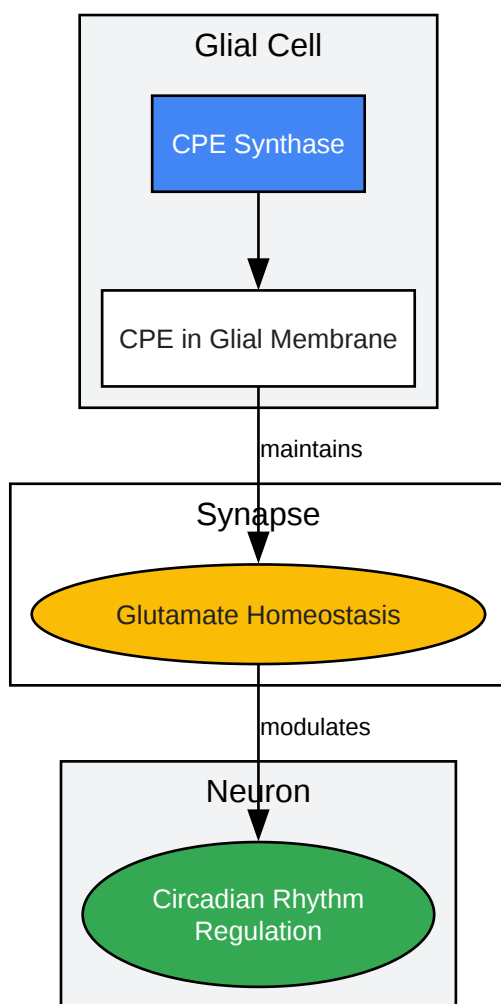 Glial Cell
CPE Synthase
CPE in Glial Membrane
maintains
Synapse
Glutamate Homeostasis
modulates
Neuron
Circadian Rhythm
Regulation